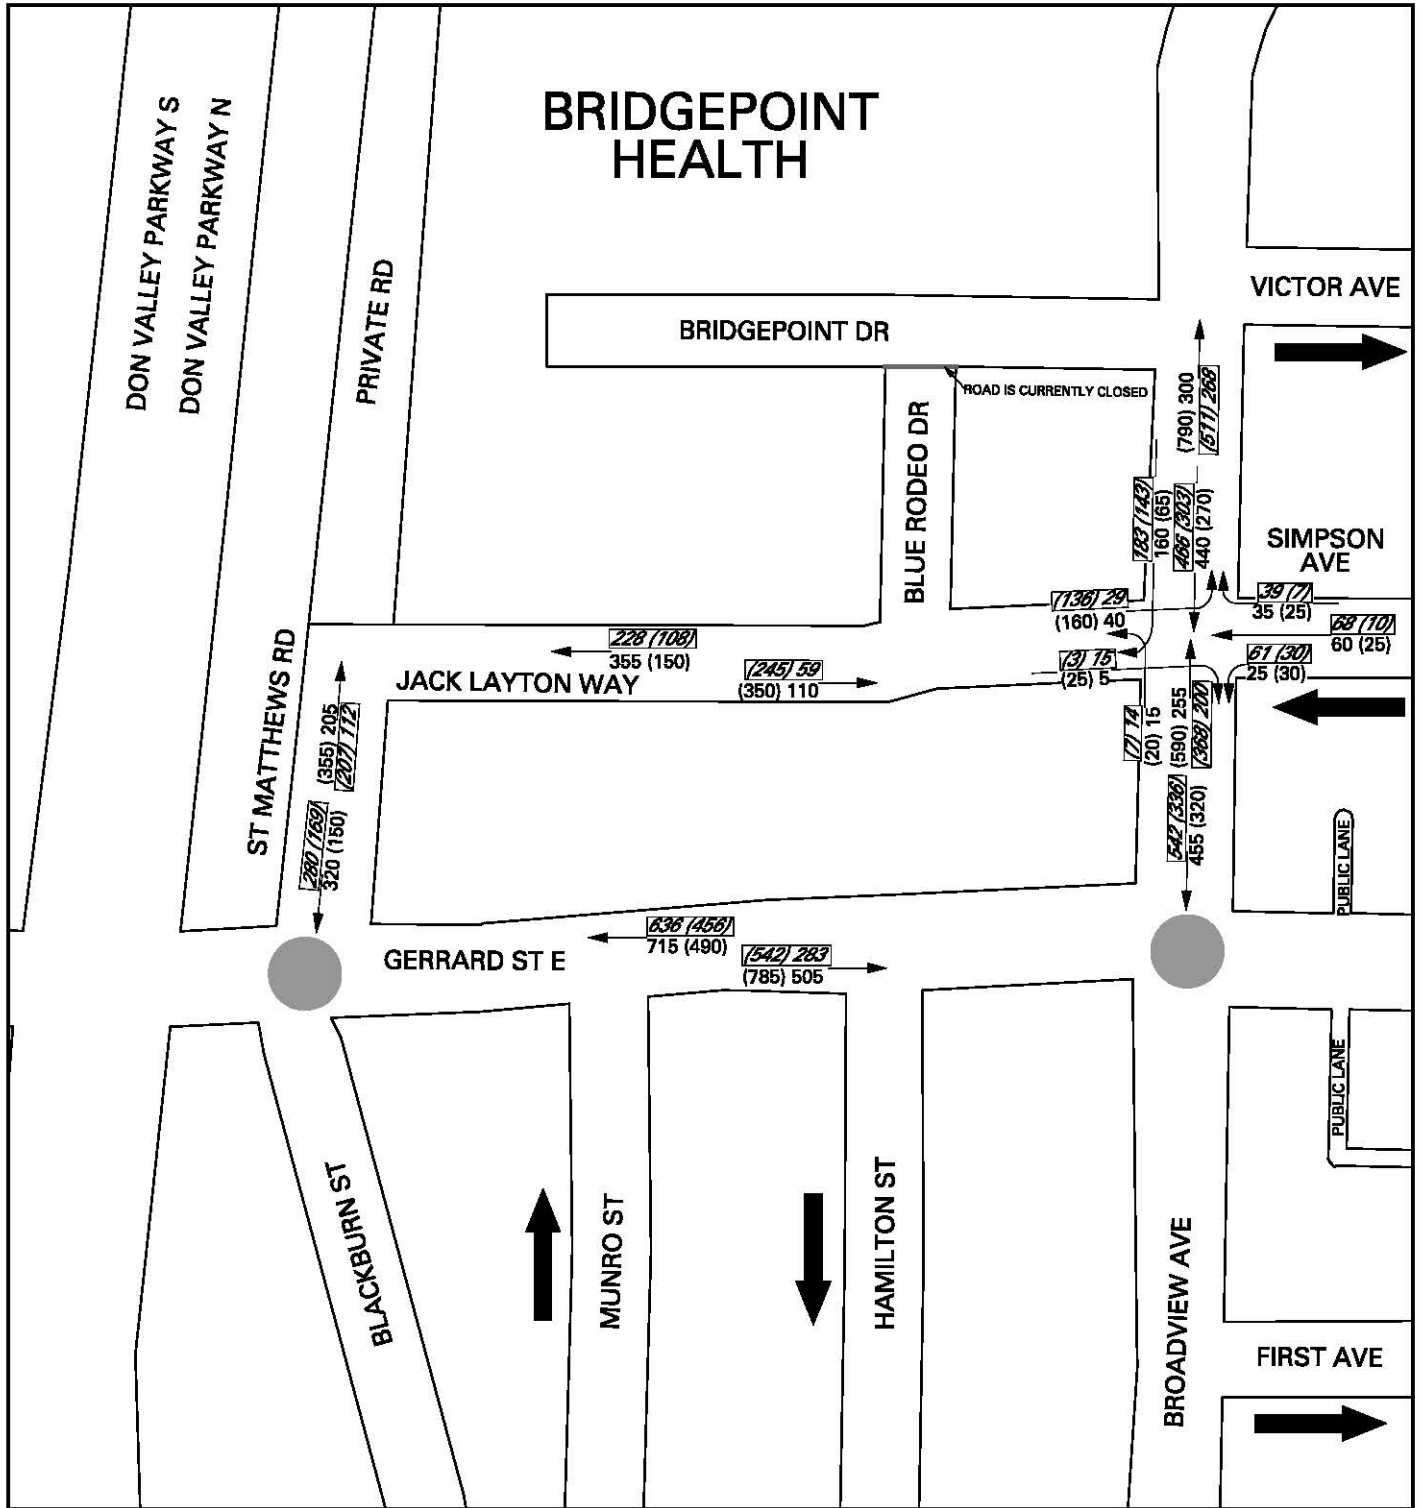 BRIDGEPOINT
HEALTH
DON VALLEY PARKWAY S
DON VALLEY PARKWAY N
PRIVATE RD
VICTOR AVE
BRIDGEPOINT DR
ROAD IS CURRENTLY CLOSED
BLUE RODEO DR
(790) 300
(511) 268
183 (143)
160 (65)
466 (303)
440 (270)
SIMPSON
AVE
(136) 29
(160) 40
39 (7)
35 (25)
68 (10)
60 (25)
228 (108)
355 (150)
(3) 15
(25) 5
61 (30)
25 (30)
JACK LAYTON WAY
(245) 59
(350) 110
ST MATTHEWS RD
(355) 205
(207) 112
280 (169)
320 (150)
(7) 14
(20) 15
(590) 255
(368) 200
542 (336)
455 (320)
PUBLIC LANE
GERRARD ST E
636 (456)
715 (490)
(542) 283
(785) 505
PUBLIC LANE
BLACKBURN ST
MUNRO ST
HAMILTON ST
BROADVIEW AVE
FIRST AVE